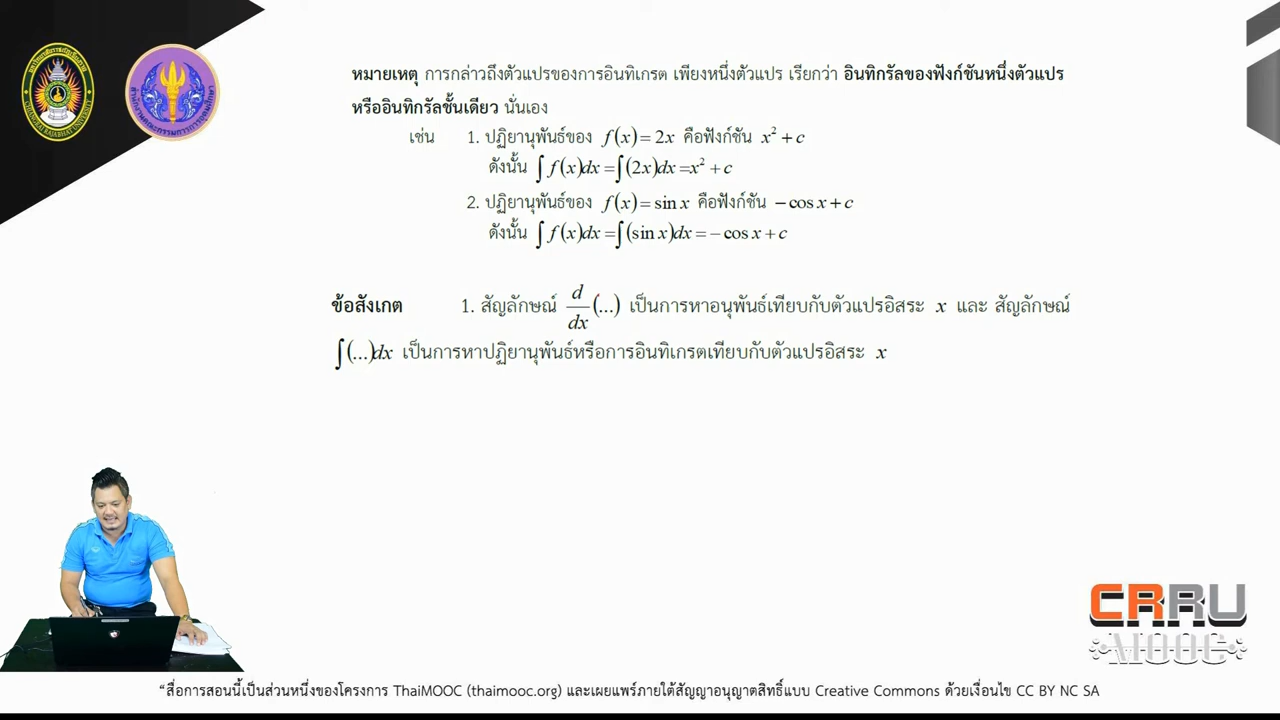 หมายเหตุ การกล่าวถึงตัวแปรของการอินทิเกรต เพียงหนึ่งตัวแปร เรียกว่า อินทิกรัลของฟังก์ชันหนึ่งตัวแปร
หรืออินทิกรัลชั้นเดียว นั่นเอง
เช่น 1. ปฏิยานุพันธ์ของ f(x) = 2x คือฟังก์ชัน x² + c
ดังนั้น ∫ f(x)dx = ∫(2x)dx = x² + c
2. ปฏิยานุพันธ์ของ f(x) = sin x คือฟังก์ชัน − cos x + c
ดังนั้น ∫ f(x)dx = ∫(sin x)dx = − cos x + c
ข้อสังเกต 1. สัญลักษณ์ d/dx (...) เป็นการหาอนุพันธ์เทียบกับตัวแปรอิสระ x และ สัญลักษณ์
∫(...)dx เป็นการหาปฏิยานุพันธ์หรือการอินทิเกรตเทียบกับตัวแปรอิสระ x
CRRU
MOOC
“สื่อการสอนนี้เป็นส่วนหนึ่งของโครงการ ThaiMOOC (thaimooc.org) และเผยแพร่ภายใต้สัญญาอนุญาตสิทธิ์แบบ Creative Commons ด้วยเงื่อนไข CC BY NC SA